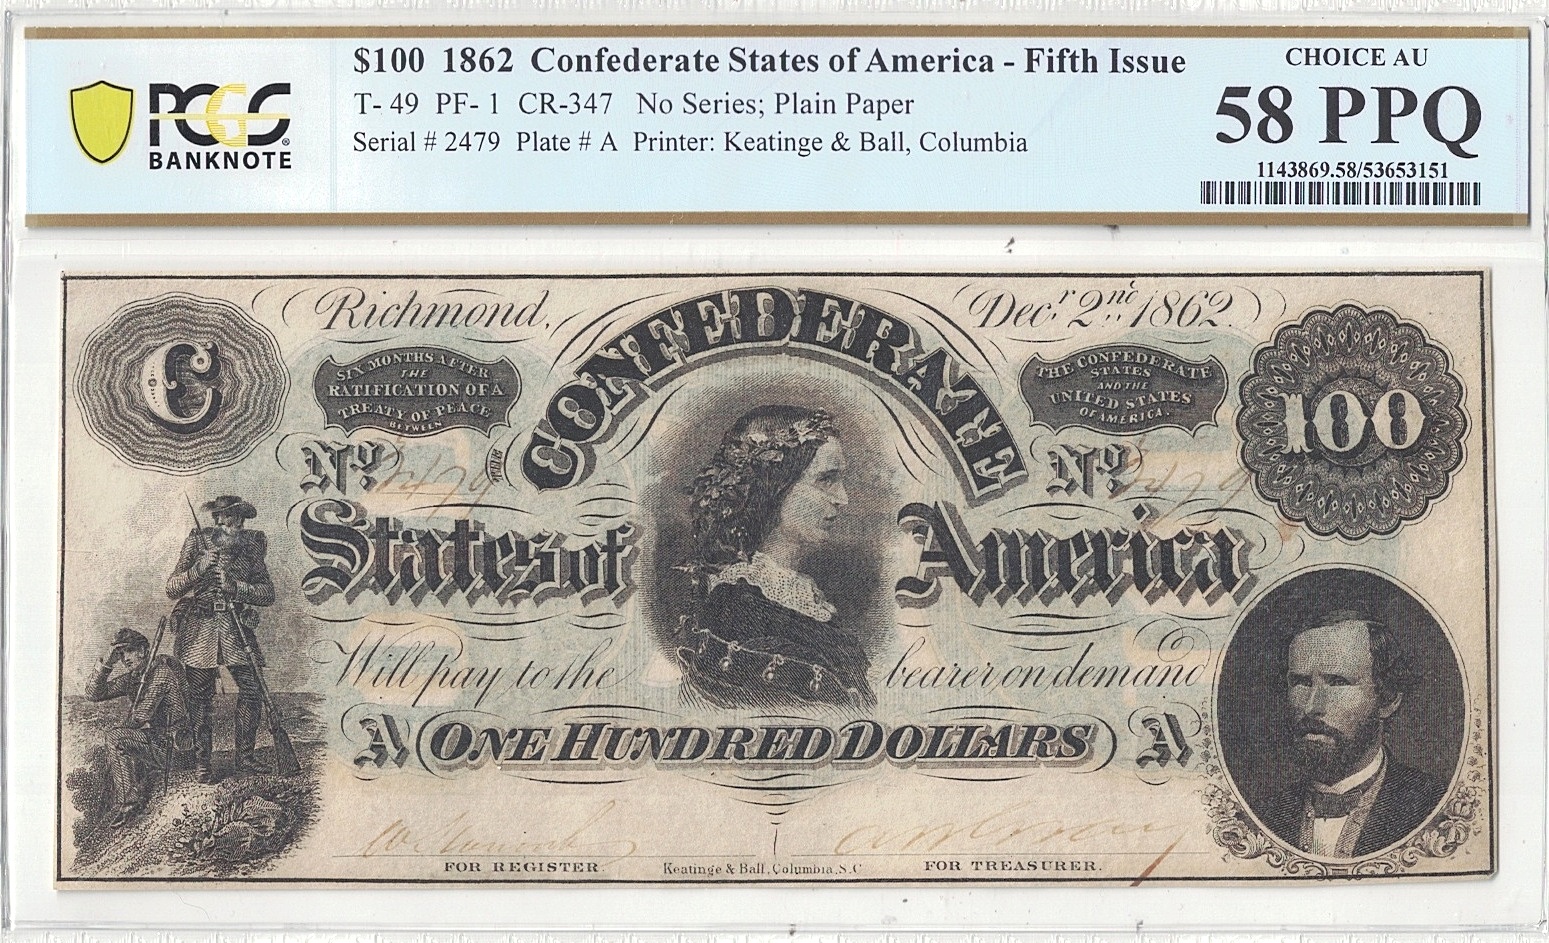 $100 1862 Confederate States of America - Fifth Issue
T- 49 PF- 1 CR-347 No Series; Plain Paper
Serial # 2479 Plate # A Printer: Keatinge & Ball, Columbia
PCGS
BANKNOTE
CHOICE AU
58 PPQ
1143869.58/53653151
Richmond, Decr. 2nd. 1862.
C
SIX MONTHS AFTER
THE
RATIFICATION OF A
TREATY OF PEACE
BETWEEN
CONFEDERATE
THE CONFEDERATE
STATES
AND THE
UNITED STATES
OF AMERICA.
100
No 2479
No 2479
States of America
Will pay to the bearer on demand
A ONE HUNDRED DOLLARS A
FOR REGISTER.
Keatinge & Ball, Columbia, S.C
FOR TREASURER.